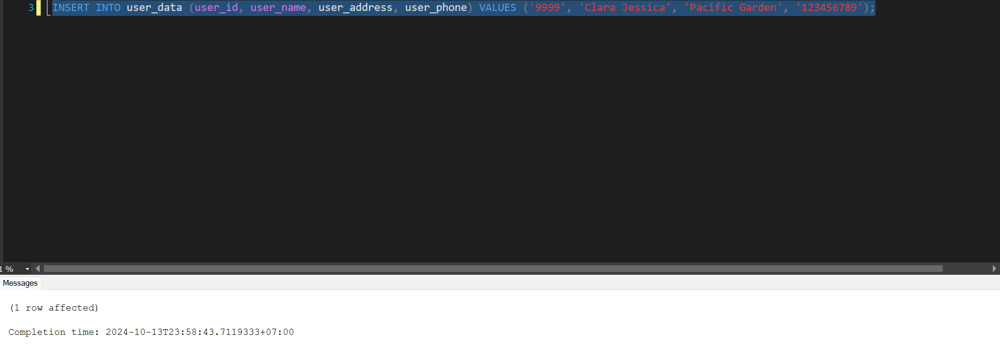 3 INSERT INTO user_data (user_id, user_name, user_address, user_phone) VALUES ('9999', 'Clara Jessica', 'Pacific Garden', '123456789');
1 %
Messages
(1 row affected)
Completion time: 2024-10-13T23:58:43.7119333+07:00